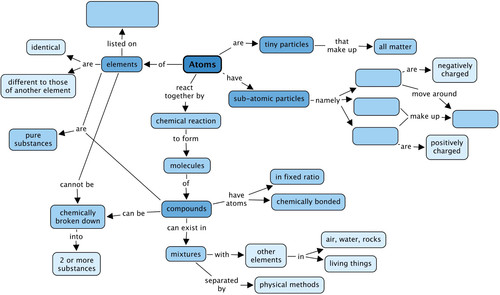 listed on
identical
are
elements
of
Atoms
are
tiny particles
that
make up
all matter
different to those
of another element
are
negatively
charged
react
together by
have
sub-atomic particles
namely
move around
chemical reaction
make up
are
pure
substances
to form
are
positively
charged
molecules
of
in fixed ratio
cannot be
have
atoms
chemically
broken down
can be
compounds
chemically bonded
can exist in
into
air, water, rocks
2 or more
substances
mixtures
with
other
elements
in
living things
separated
by
physical methods